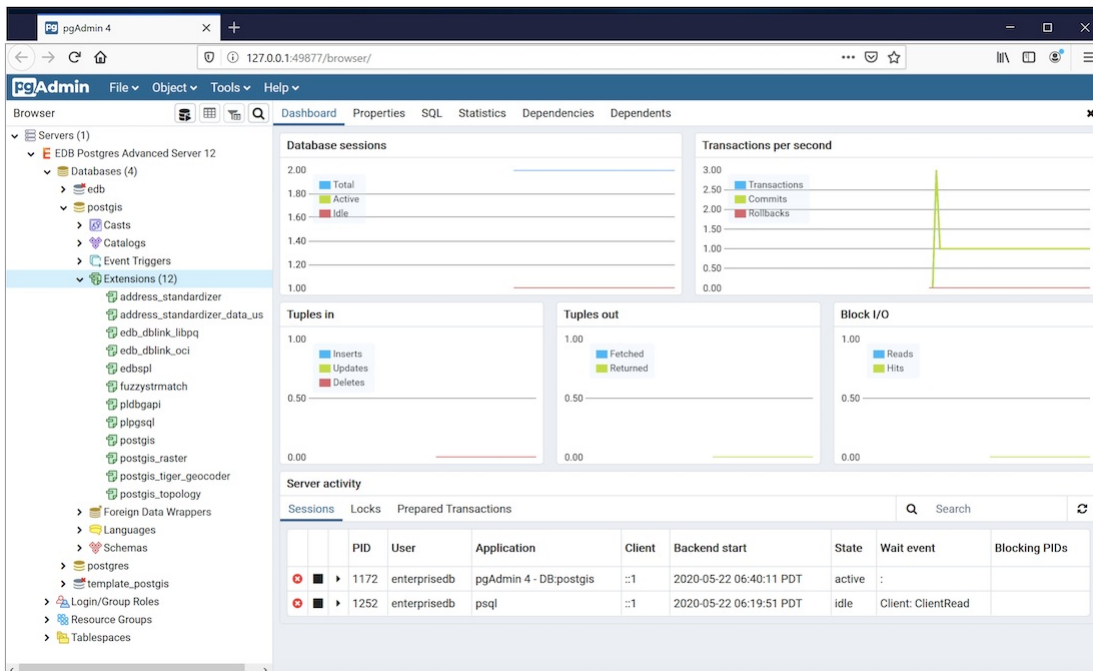 pgAdmin 4
127.0.0.1:49877/browser/
pgAdmin File Object Tools Help
Browser
Dashboard Properties SQL Statistics Dependencies Dependents
Servers (1)
EDB Postgres Advanced Server 12
Databases (4)
edb
postgis
Casts
Catalogs
Event Triggers
Extensions (12)
address_standardizer
address_standardizer_data_us
edb_dblink_libpq
edb_dblink_oci
edbspl
fuzzystrmatch
pldbgapi
plpgsql
postgis
postgis_raster
postgis_tiger_geocoder
postgis_topology
Foreign Data Wrappers
Languages
Schemas
postgres
template_postgis
Login/Group Roles
Resource Groups
Tablespaces
Database sessions
2.00
1.80
1.60
1.40
1.20
1.00
Total
Active
Idle
Transactions per second
3.00
2.50
2.00
1.50
1.00
0.50
0.00
Transactions
Commits
Rollbacks
Tuples in
1.00
0.50
0.00
Inserts
Updates
Deletes
Tuples out
1.00
0.50
0.00
Fetched
Returned
Block I/O
1.00
0.50
0.00
Reads
Hits
Server activity
Sessions Locks Prepared Transactions
Search
PID User Application Client Backend start State Wait event Blocking PIDs
1172 enterprisedb pgAdmin 4 - DB:postgis ::1 2020-05-22 06:40:11 PDT active :
1252 enterprisedb psql ::1 2020-05-22 06:19:51 PDT idle Client: ClientRead